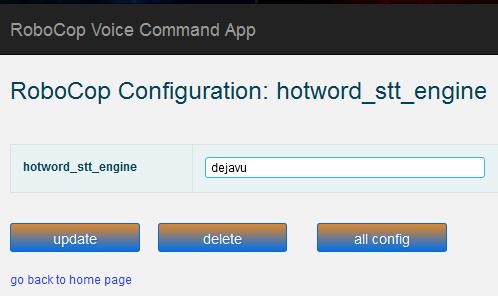 RoboCop Voice Command App
RoboCop Configuration: hotword_stt_engine
hotword_stt_engine dejavu
update delete all config
go back to home page